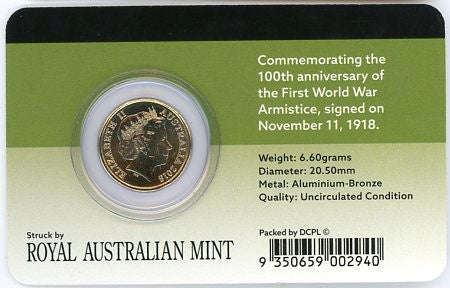 Commemorating the
100th anniversary of
the First World War
Armistice, signed on
November 11, 1918.
ELIZABETH II AUSTRALIA 2018
Weight: 6.60grams
Diameter: 20.50mm
Metal: Aluminium-Bronze
Quality: Uncirculated Condition
Struck by
ROYAL AUSTRALIAN MINT
Packed by DCPL ©
9 350659 002940